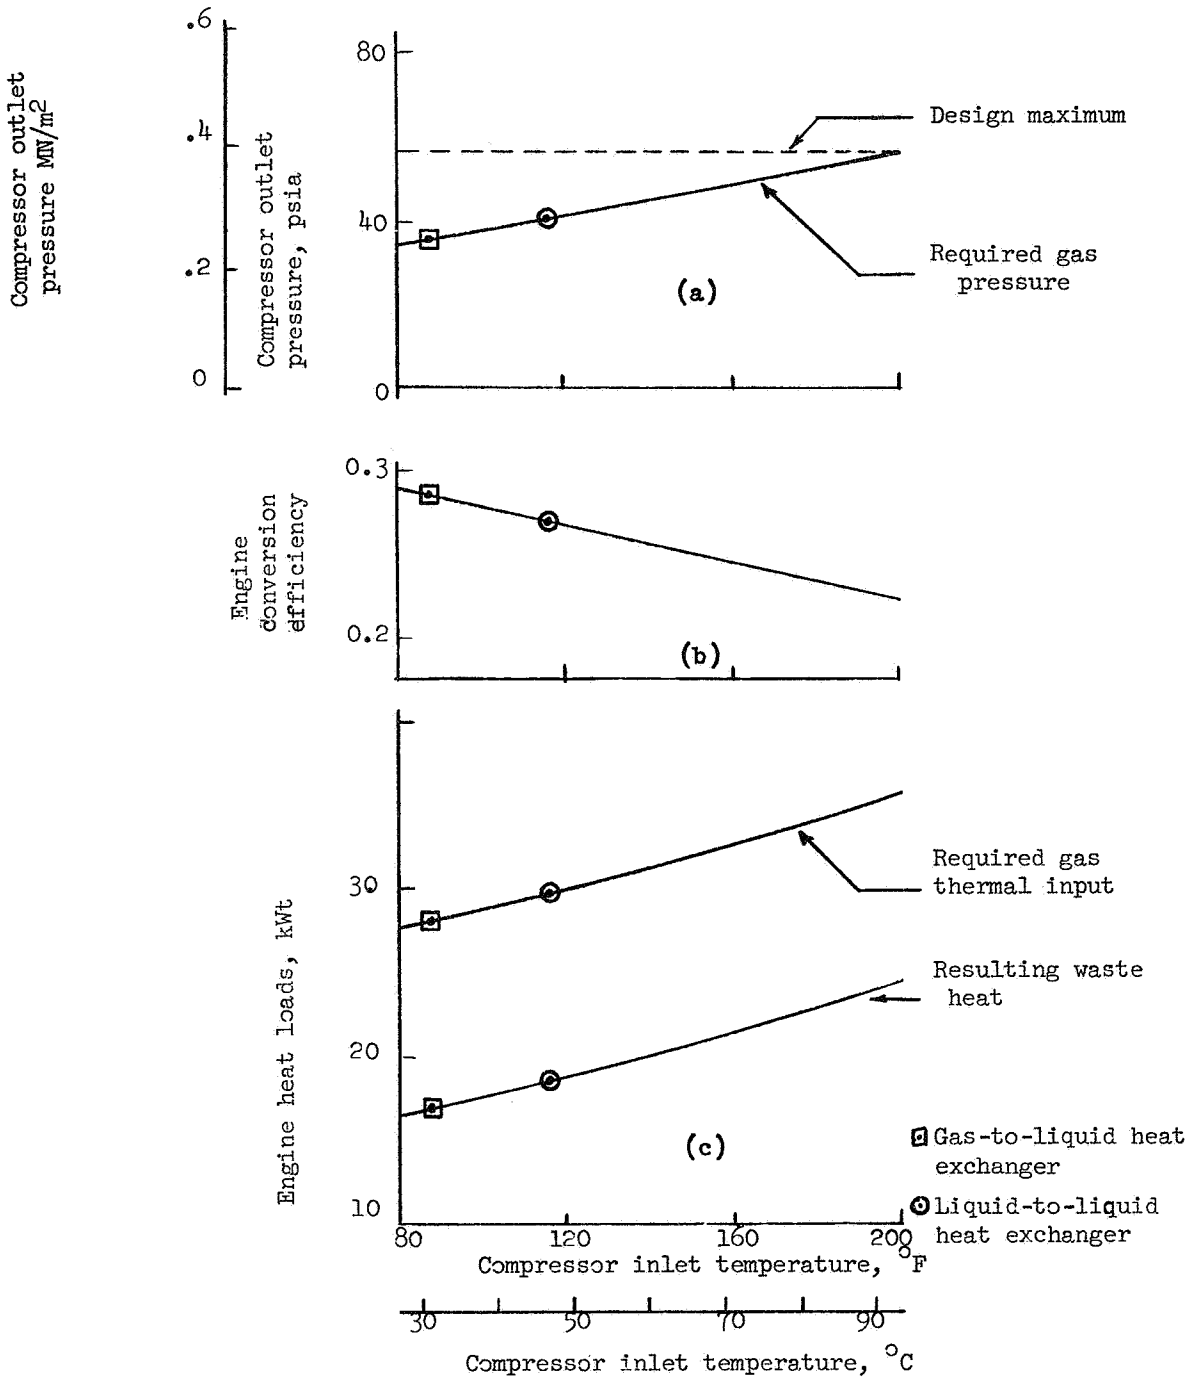 Compressor outlet
pressure MN/m2
.6
.4
.2
0
Compressor outlet
pressure, psia
80
40
0
Design maximum
Required gas
pressure
(a)
Engine
conversion
efficiency
0.3
0.2
(b)
Engine heat loads, kWt
30
20
10
Required gas
thermal input
Resulting waste
heat
(c)
Gas-to-liquid heat
exchanger
Liquid-to-liquid
heat exchanger
80 120 160 200
Compressor inlet temperature, °F
30 50 70 90
Compressor inlet temperature, °C